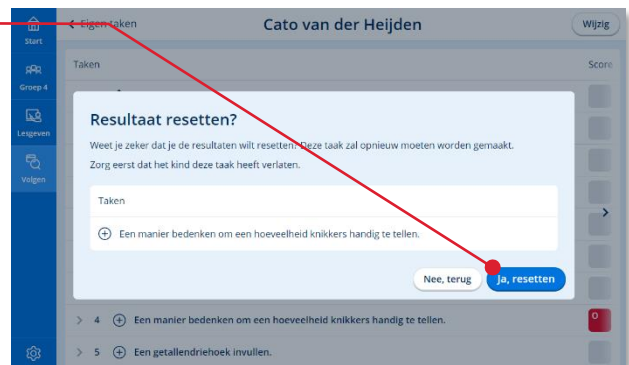 Start
Eigen taken
Cato van der Heijden
Wijzig
Groep 4
Taken
Score
Lesgeven
Volgen
Resultaat resetten?
Weet je zeker dat je de resultaten wilt resetten? Deze taak zal opnieuw moeten worden gemaakt.
Zorg eerst dat het kind deze taak heeft verlaten.
Taken
Een manier bedenken om een hoeveelheid knikkers handig te tellen.
Nee, terug
Ja, resetten
4 Een manier bedenken om een hoeveelheid knikkers handig te tellen.
O
5 Een getallendriehoek invullen.